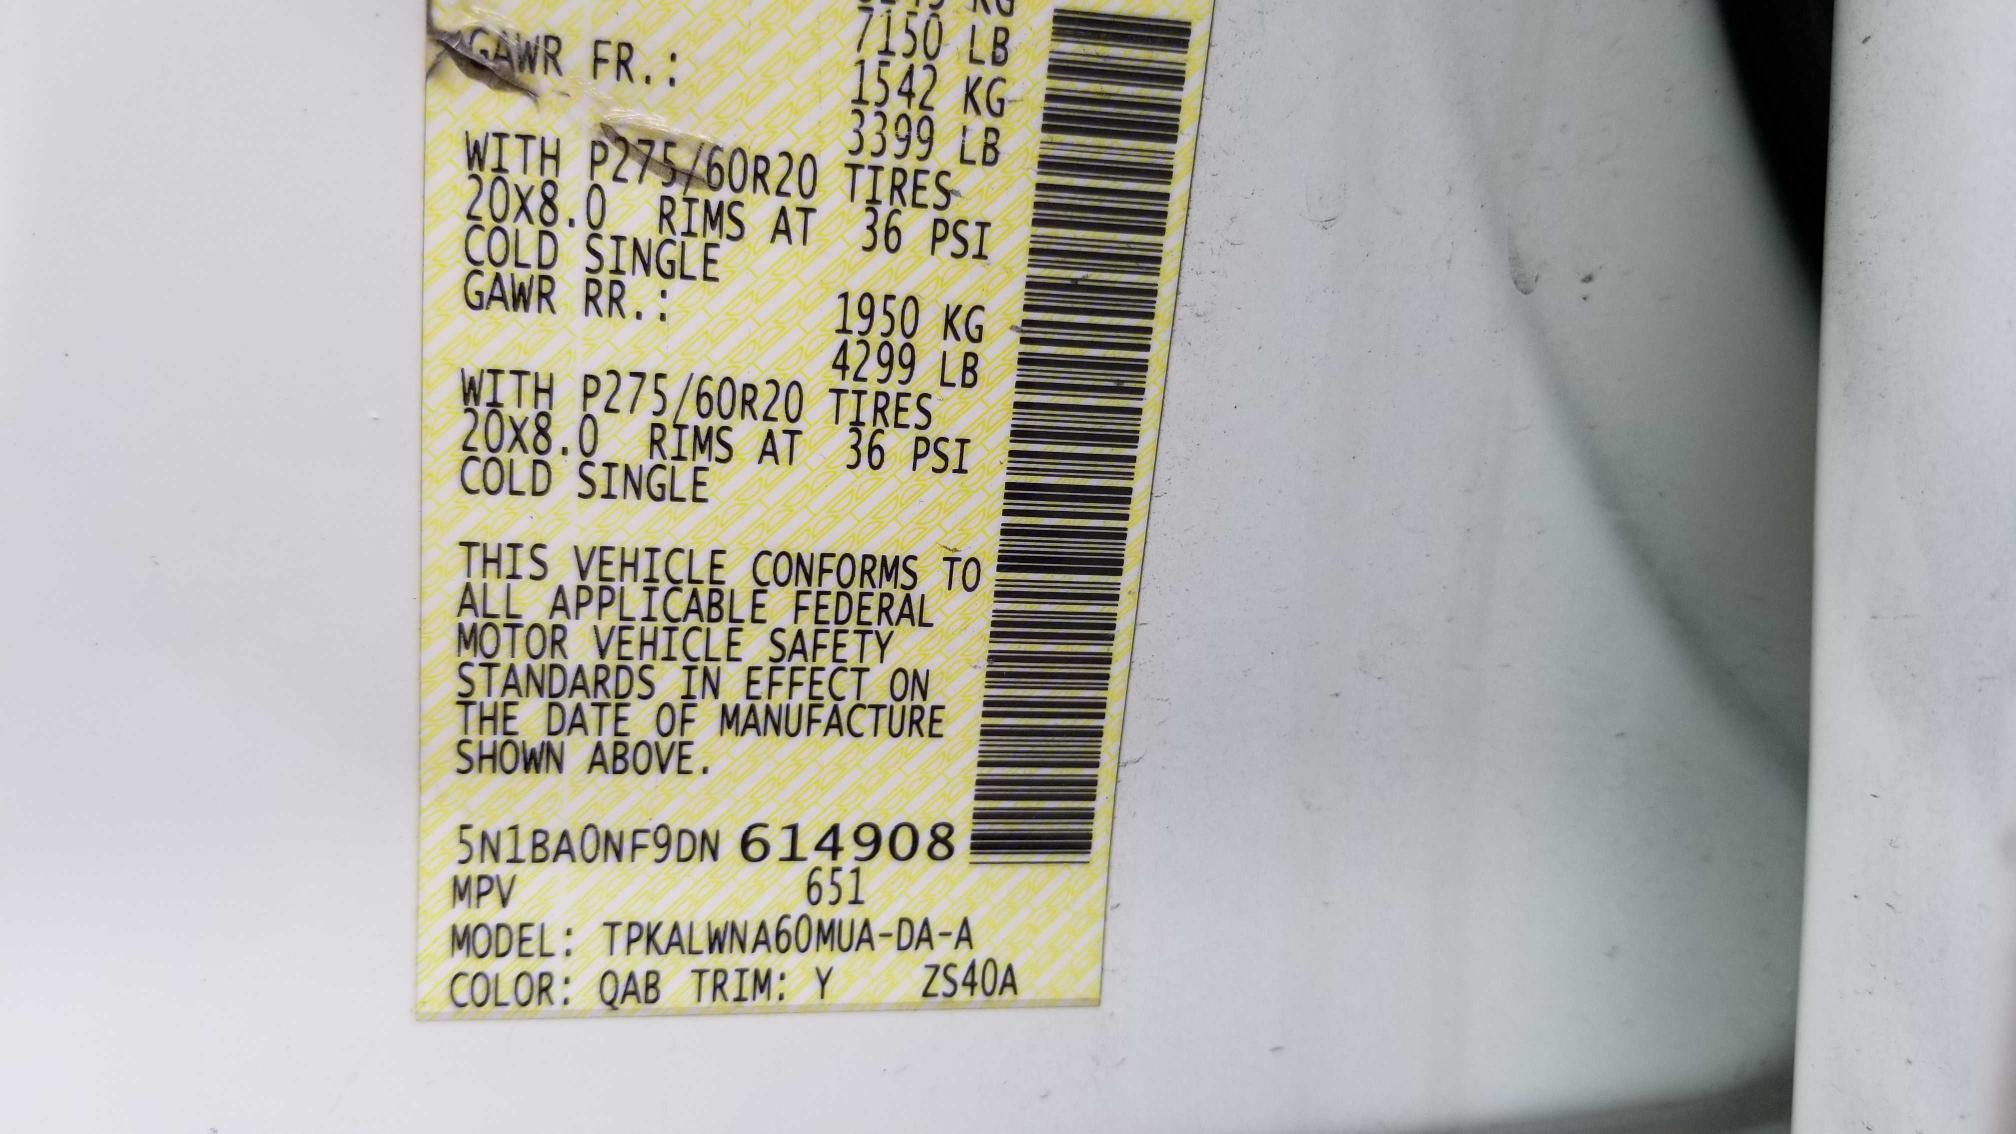 KG
7150 LB
GAWR FR.: 1542 KG
3399 LB
WITH P275/60R20 TIRES
20X8.0 RIMS AT 36 PSI
COLD SINGLE
GAWR RR.: 1950 KG
4299 LB
WITH P275/60R20 TIRES
20X8.0 RIMS AT 36 PSI
COLD SINGLE
THIS VEHICLE CONFORMS TO
ALL APPLICABLE FEDERAL
MOTOR VEHICLE SAFETY
STANDARDS IN EFFECT ON
THE DATE OF MANUFACTURE
SHOWN ABOVE.
5N1BA0NF9DN 614908
MPV 651
MODEL: TPKALWNA60MUA-DA-A
COLOR: QAB TRIM: Y ZS40A